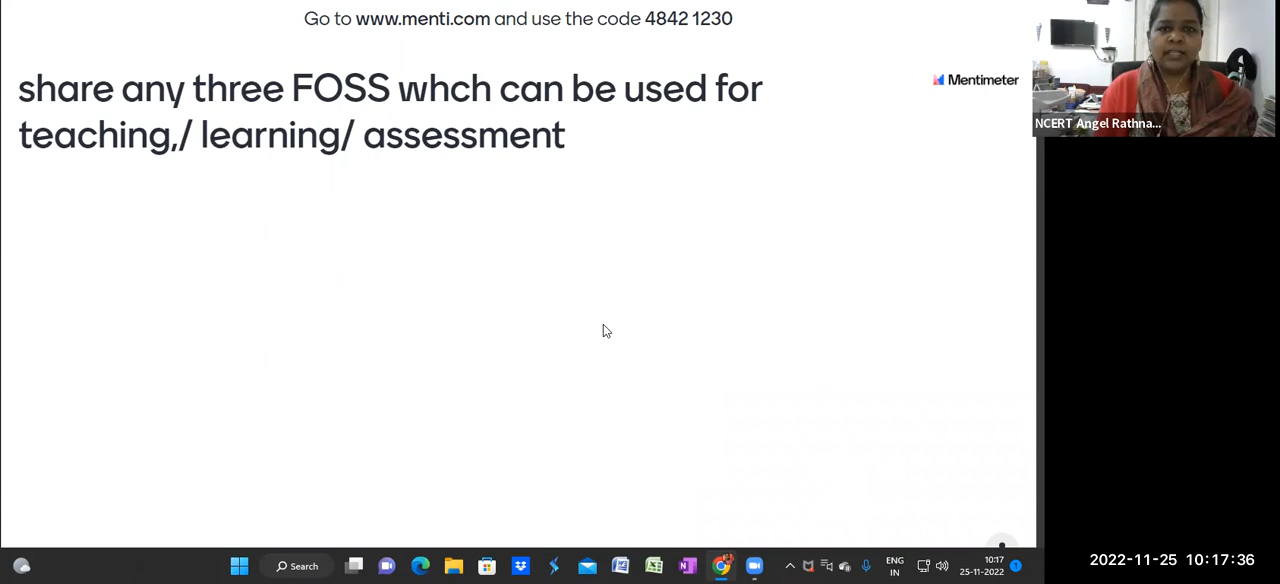 Go to www.menti.com and use the code 4842 1230
share any three FOSS whch can be used for
teaching,/ learning/ assessment
Mentimeter
NCERT Angel Rathna...
Search
ENG
IN
10:17
25-11-2022
1
2022-11-25 10:17:36